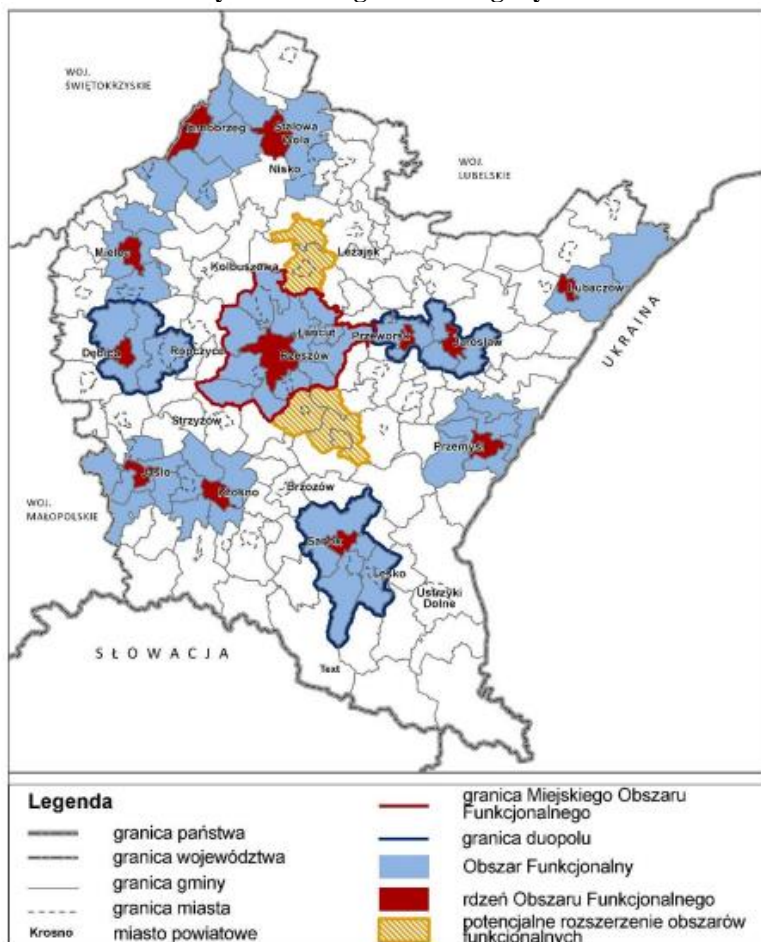 WOJ.
ŚWIĘTOKRZYSKIE
Tarnobrzeg
Stalowa
Wola
Nisko
WOJ.
LUBELSKIE
Mielec
Leżajsk
Kolbuszowa
Lubaczów
UKRAINA
Łańcut
Przeworsk
Jarosław
Dębica
Ropczyce
Rzeszów
Strzyżów
Przemyśl
Jasło
Krosno
Brzozów
WOJ.
MAŁOPOLSKIE
Sanok
Lesko
Ustrzyki
Dolne
SŁOWACJA
Text
Legenda
granica państwa
granica województwa
granica gminy
granica miasta
Krosno miasto powiatowe
granica Miejskiego Obszaru
Funkcjonalnego
granica duopolu
Obszar Funkcjonalny
rdzeń Obszaru Funkcjonalnego
potencjalne rozszerzenie obszarów
funkcjonalnych